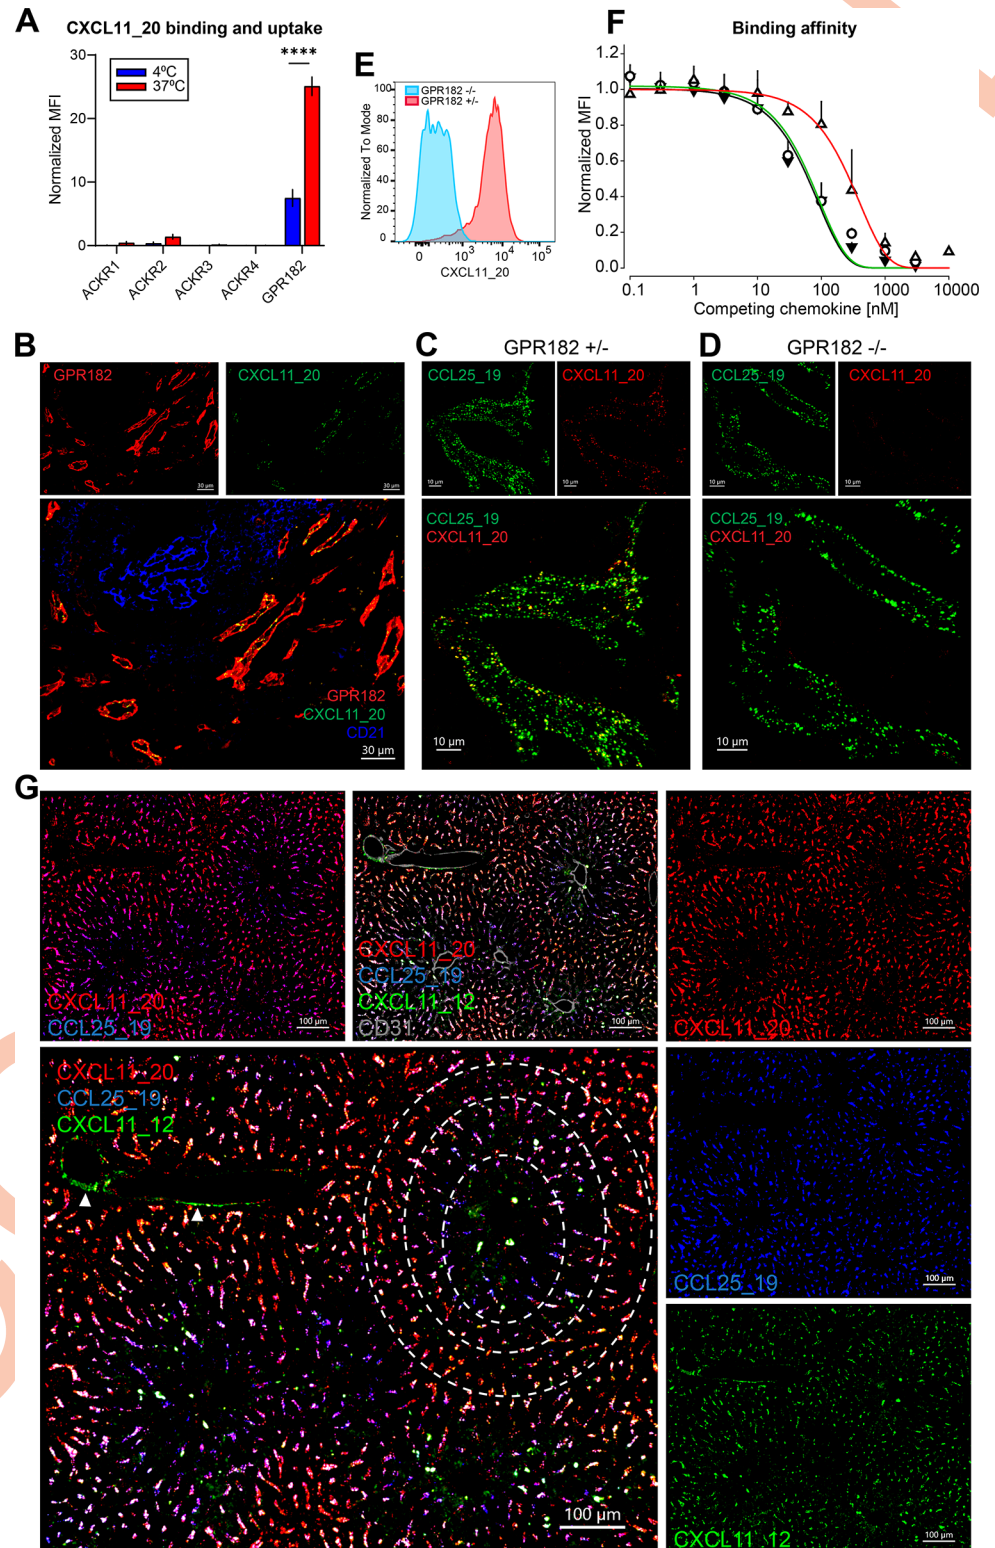 A
CXCL11_20 binding and uptake
Normalized MFI
30
20
10
0
****
4ºC
37ºC
ACKR1
ACKR2
ACKR3
ACKR4
GPR182
E
GPR182 -/-
GPR182 +/-
Normalized To Mode
100
80
60
40
20
0
0
10³
10⁴
10⁵
CXCL11_20
F
Binding affinity
Normalized MFI
1.2
1.0
0.8
0.6
0.4
0.2
0.0
0.1
1
10
100
1000
10000
Competing chemokine [nM]
B
GPR182
30 µm
CXCL11_20
30 µm
GPR182
CXCL11_20
CD21
30 µm
C
GPR182 +/-
CCL25_19
10 µm
CXCL11_20
10 µm
CCL25_19
CXCL11_20
10 µm
D
GPR182 -/-
CCL25_19
10 µm
CXCL11_20
10 µm
CCL25_19
CXCL11_20
10 µm
G
CXCL11_20
CCL25_19
100 µm
CXCL11_20
CCL25_19
CXCL11_12
CD31
100 µm
CXCL11_20
100 µm
CXCL11_20
CCL25_19
CXCL11_12
100 µm
CCL25_19
100 µm
CXCL11_12
100 µm